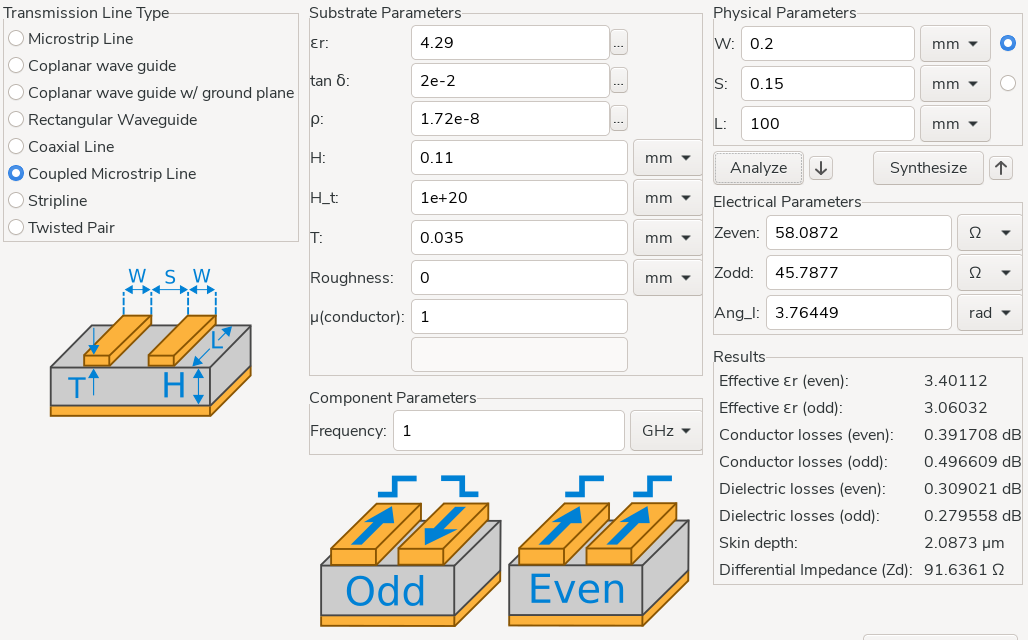 Transmission Line Type
Microstrip Line
Coplanar wave guide
Coplanar wave guide w/ ground plane
Rectangular Waveguide
Coaxial Line
Coupled Microstrip Line
Stripline
Twisted Pair
W S W
L
T H
Substrate Parameters
εr: 4.29 ...
tan δ: 2e-2 ...
ρ: 1.72e-8 ...
H: 0.11 mm
H_t: 1e+20 mm
T: 0.035 mm
Roughness: 0 mm
μ(conductor): 1
Component Parameters
Frequency: 1 GHz
Odd Even
Physical Parameters
W: 0.2 mm
S: 0.15 mm
L: 100 mm
Analyze Synthesize
Electrical Parameters
Zeven: 58.0872 Ω
Zodd: 45.7877 Ω
Ang_l: 3.76449 rad
Results
Effective εr (even): 3.40112
Effective εr (odd): 3.06032
Conductor losses (even): 0.391708 dB
Conductor losses (odd): 0.496609 dB
Dielectric losses (even): 0.309021 dB
Dielectric losses (odd): 0.279558 dB
Skin depth: 2.0873 μm
Differential Impedance (Zd): 91.6361 Ω